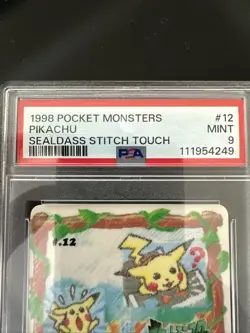 1998 POCKET MONSTERS #12
PIKACHU MINT
SEALDASS STITCH TOUCH 9
PSA 111954249
#.12
?